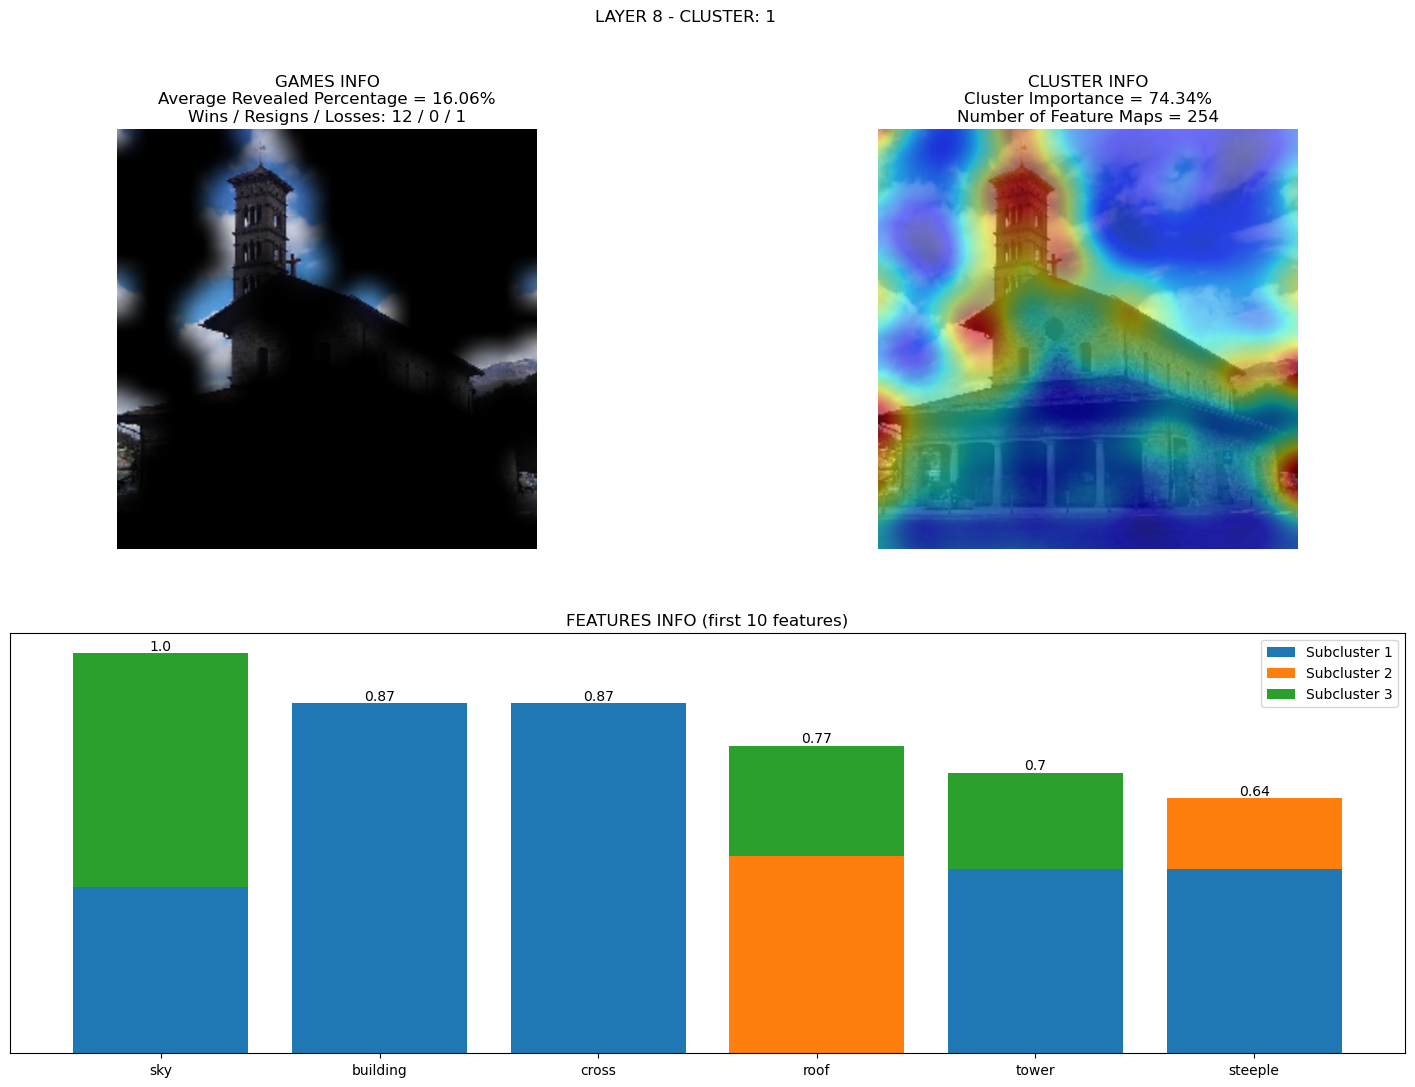 LAYER 8 - CLUSTER: 1
GAMES INFO
Average Revealed Percentage = 16.06%
Wins / Resigns / Losses: 12 / 0 / 1
CLUSTER INFO
Cluster Importance = 74.34%
Number of Feature Maps = 254
FEATURES INFO (first 10 features)
1.0
0.87
0.87
0.77
0.7
0.64
Subcluster 1
Subcluster 2
Subcluster 3
sky
building
cross
roof
tower
steeple